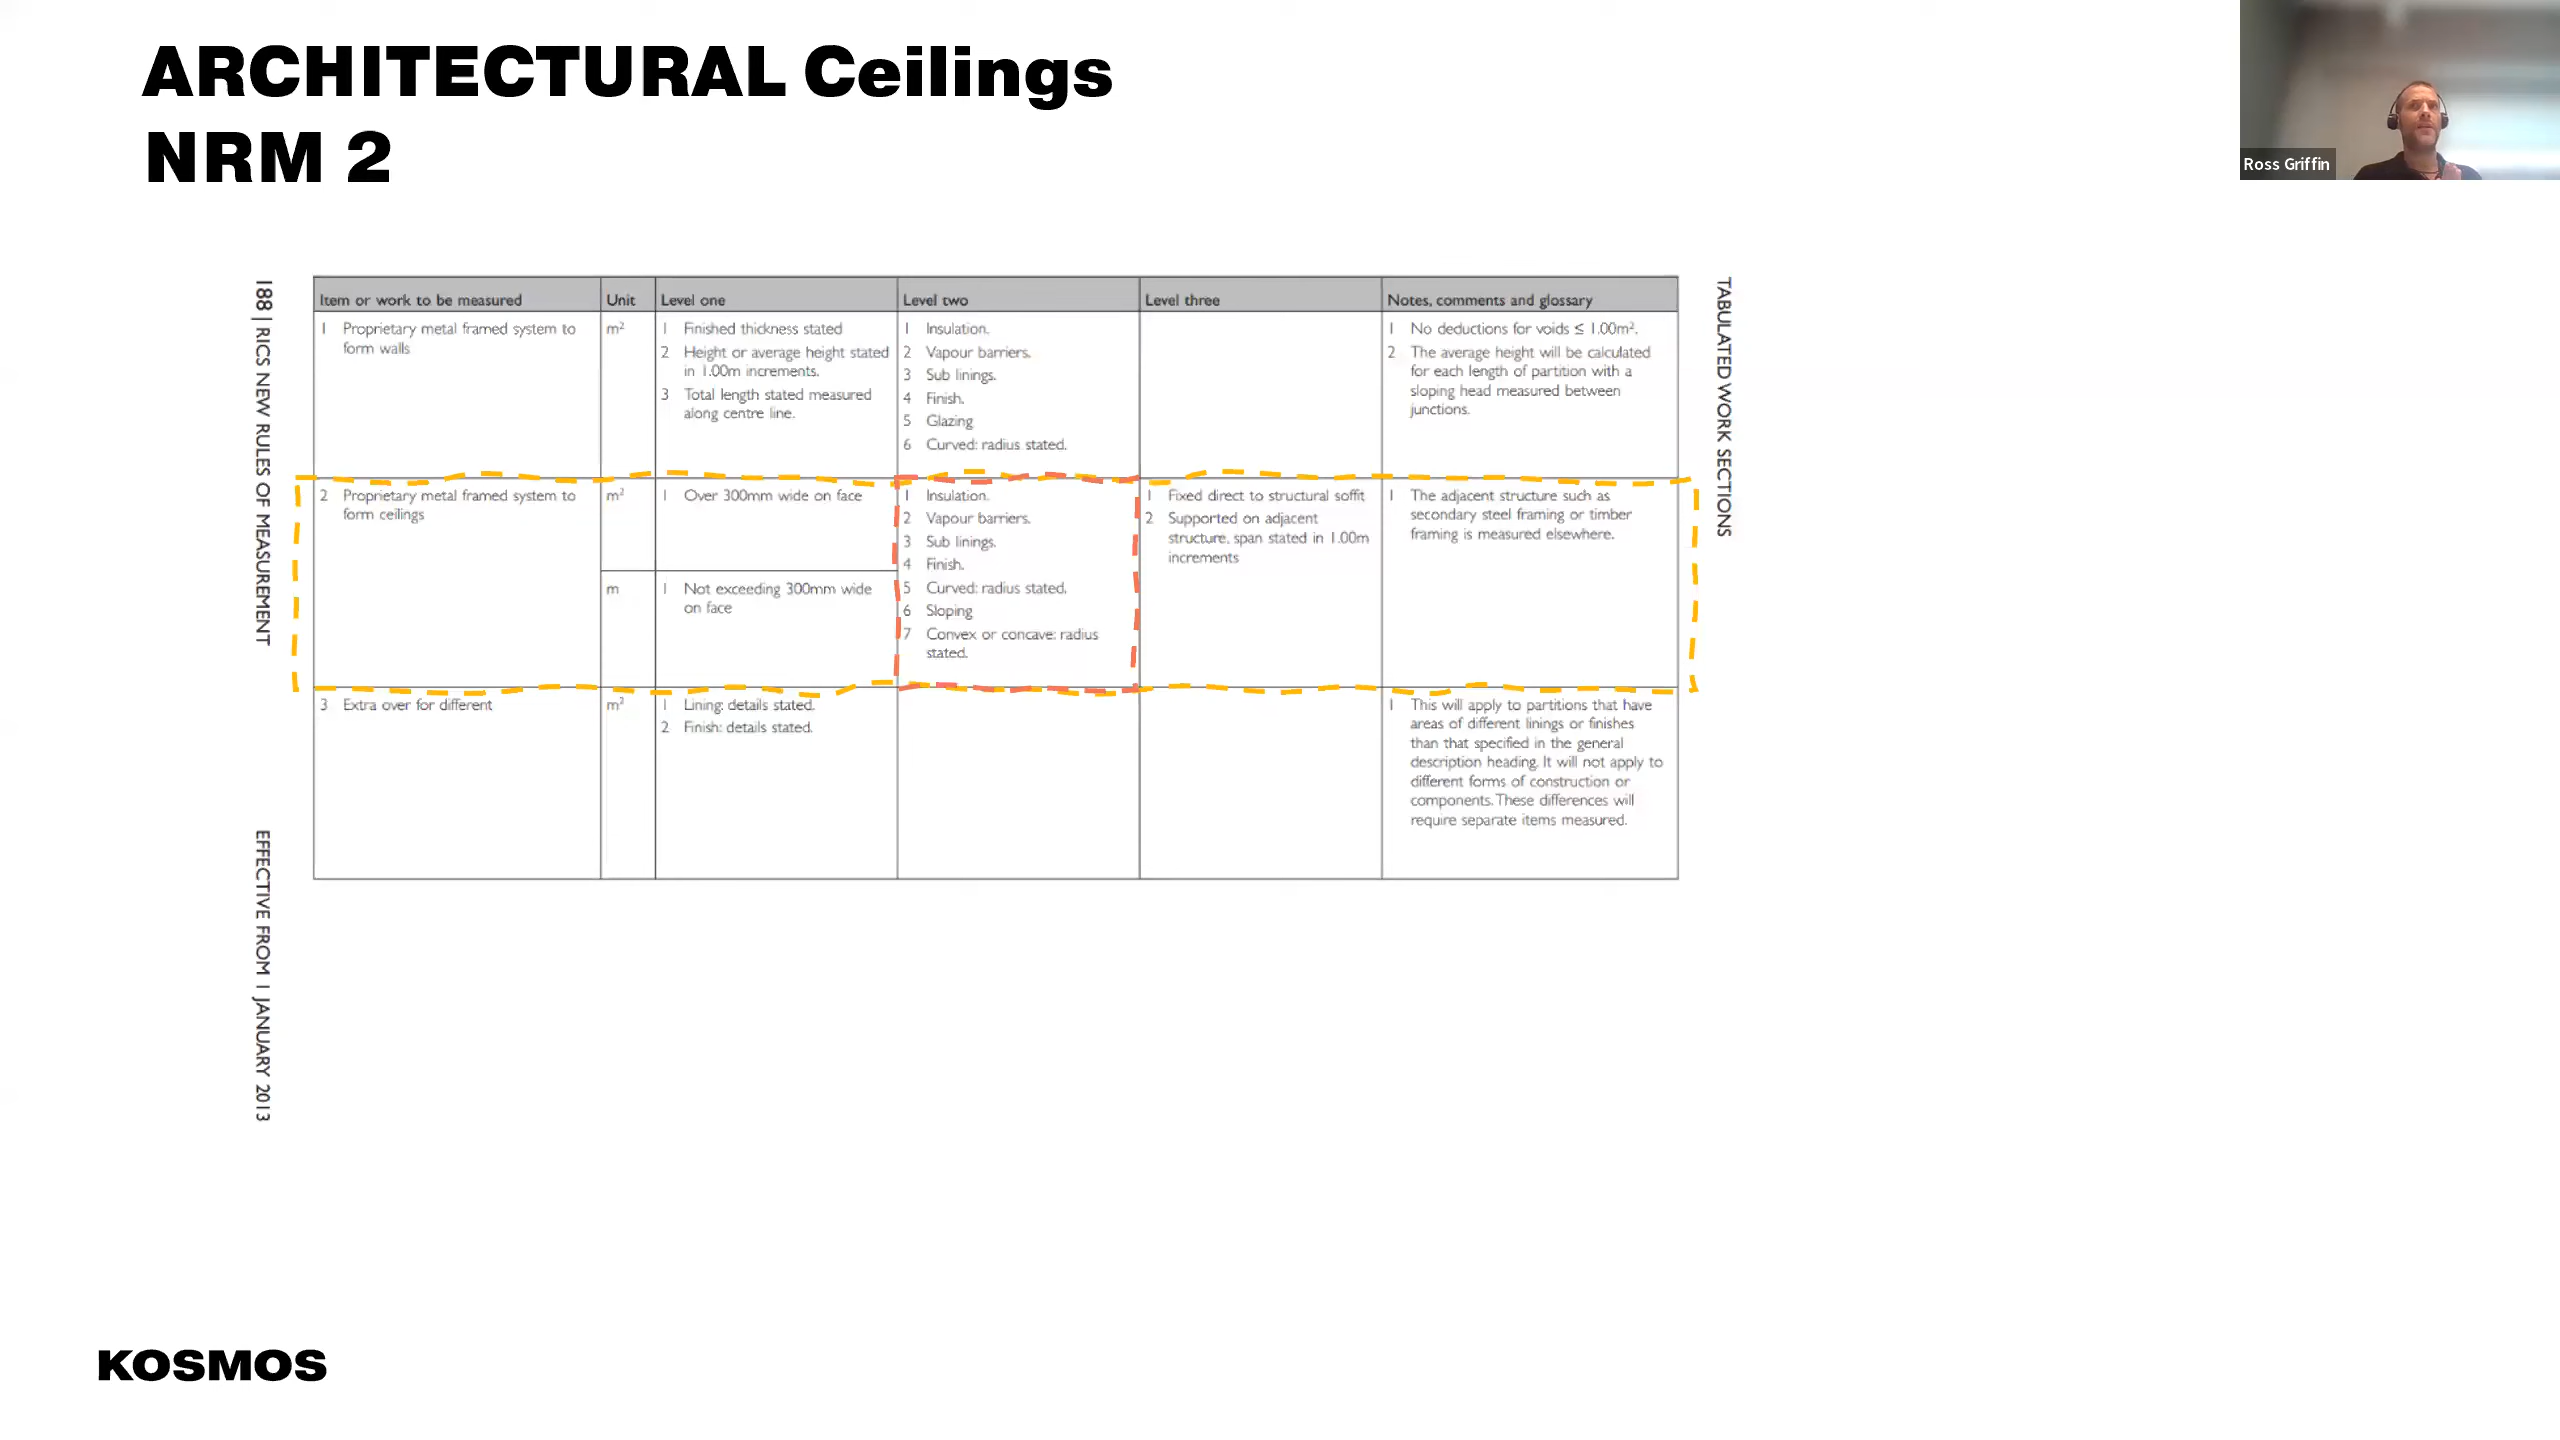 ARCHITECTURAL Ceilings
NRM 2
Ross Griffin
188 | RICS NEW RULES OF MEASUREMENT
EFFECTIVE FROM 1 JANUARY 2013
TABULATED WORK SECTIONS
Item or work to be measured
Unit
Level one
Level two
Level three
Notes, comments and glossary
1 Proprietary metal framed system to
form walls
m²
1 Finished thickness stated
2 Height or average height stated
in 1.00m increments.
3 Total length stated measured
along centre line.
1 Insulation.
2 Vapour barriers.
3 Sub linings.
4 Finish.
5 Glazing
6 Curved: radius stated.
1 No deductions for voids ≤ 1.00m².
2 The average height will be calculated
for each length of partition with a
sloping head measured between
junctions.
2 Proprietary metal framed system to
form ceilings
m²
1 Over 300mm wide on face
m
1 Not exceeding 300mm wide
on face
1 Insulation.
2 Vapour barriers.
3 Sub linings.
4 Finish.
5 Curved: radius stated.
6 Sloping
7 Convex or concave: radius
stated.
1 Fixed direct to structural soffit
2 Supported on adjacent
structure, span stated in 1.00m
increments
1 The adjacent structure such as
secondary steel framing or timber
framing is measured elsewhere.
3 Extra over for different
m²
1 Lining: details stated.
2 Finish: details stated.
1 This will apply to partitions that have
areas of different linings or finishes
than that specified in the general
description heading. It will not apply to
different forms of construction or
components. These differences will
require separate items measured.
KOSMOS